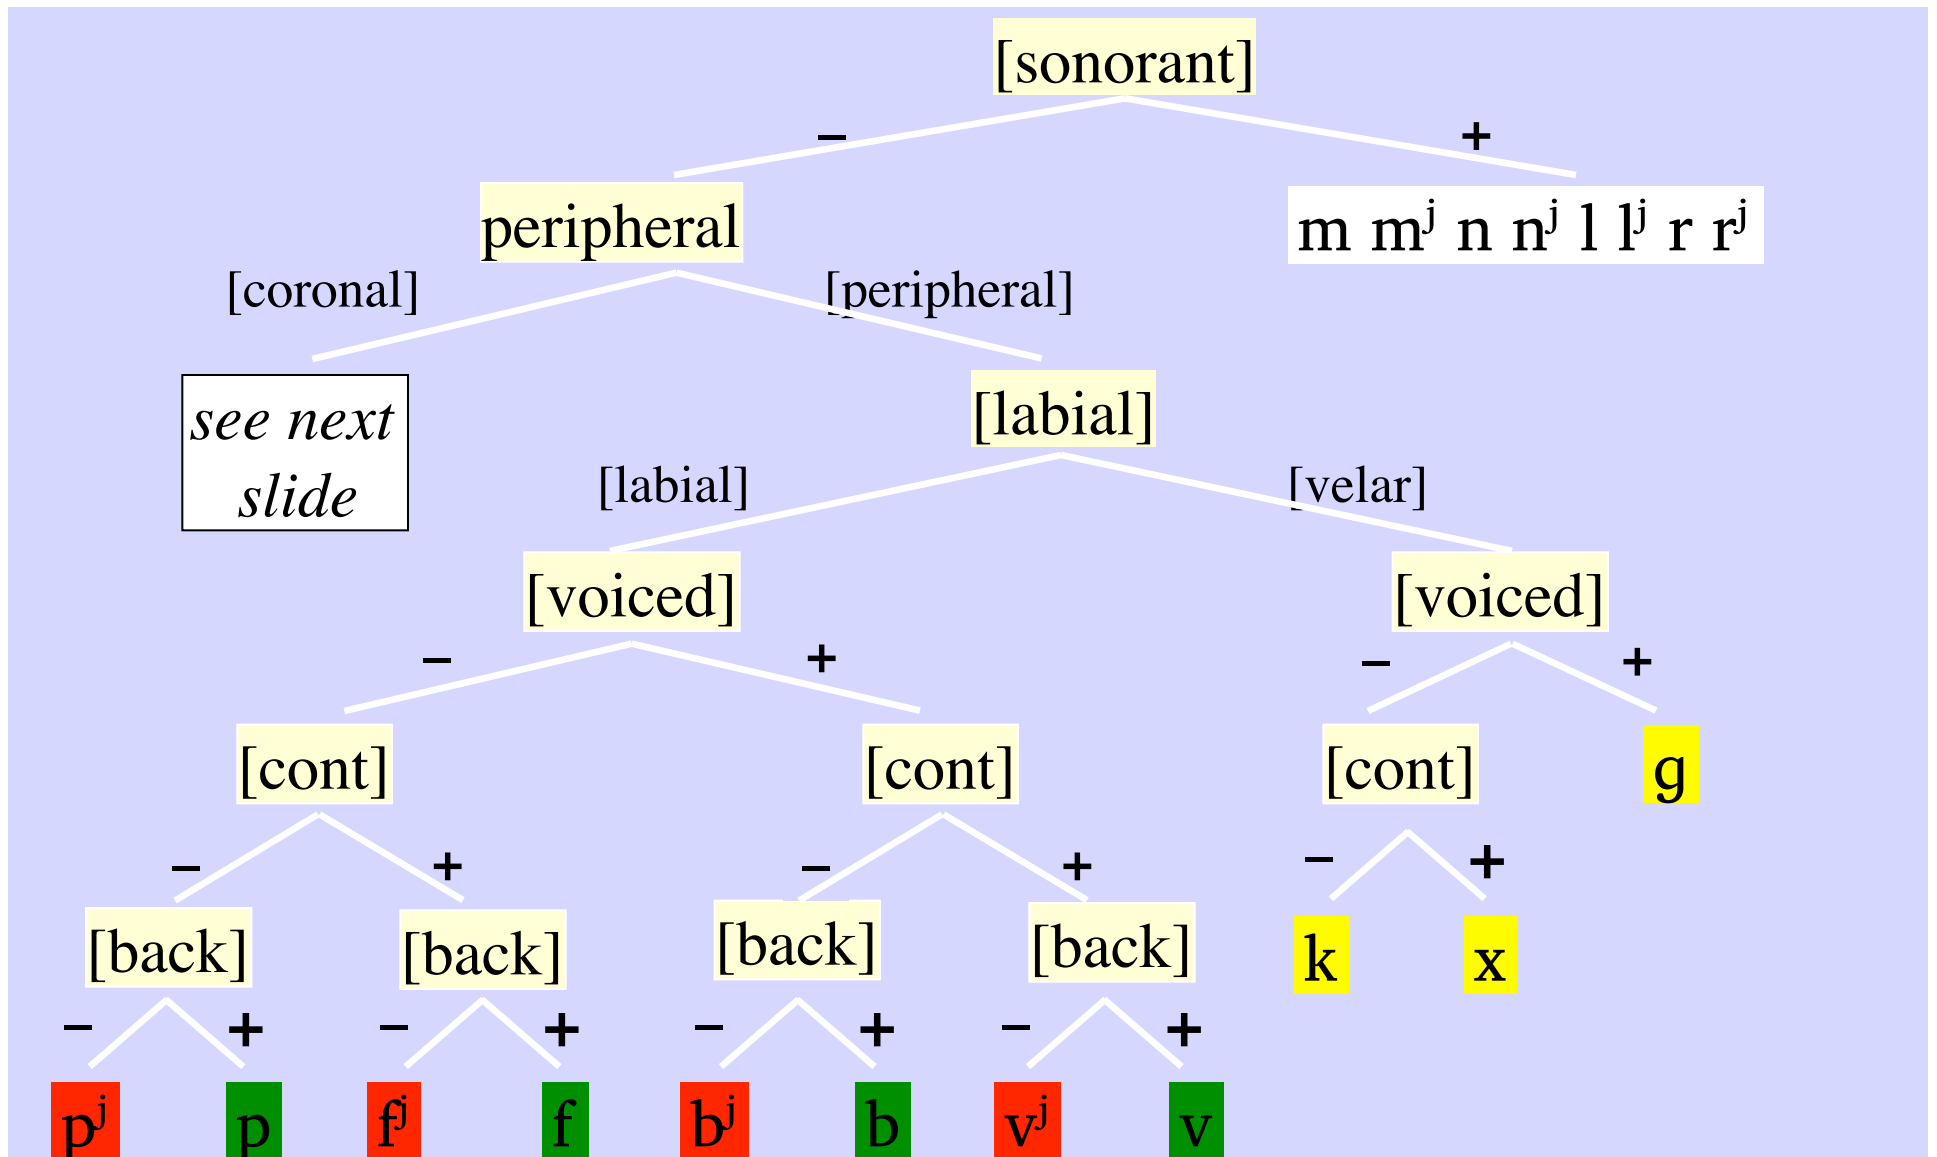 [sonorant]
– +
peripheral m mʲ n nʲ l lʲ r rʲ
[coronal] [peripheral]
see next
slide
[labial]
[labial] [velar]
[voiced] [voiced]
– + – +
[cont] [cont] [cont] g
– + – + – +
[back] [back] [back] [back] k x
– + – + – + – +
pʲ p fʲ f bʲ b vʲ v